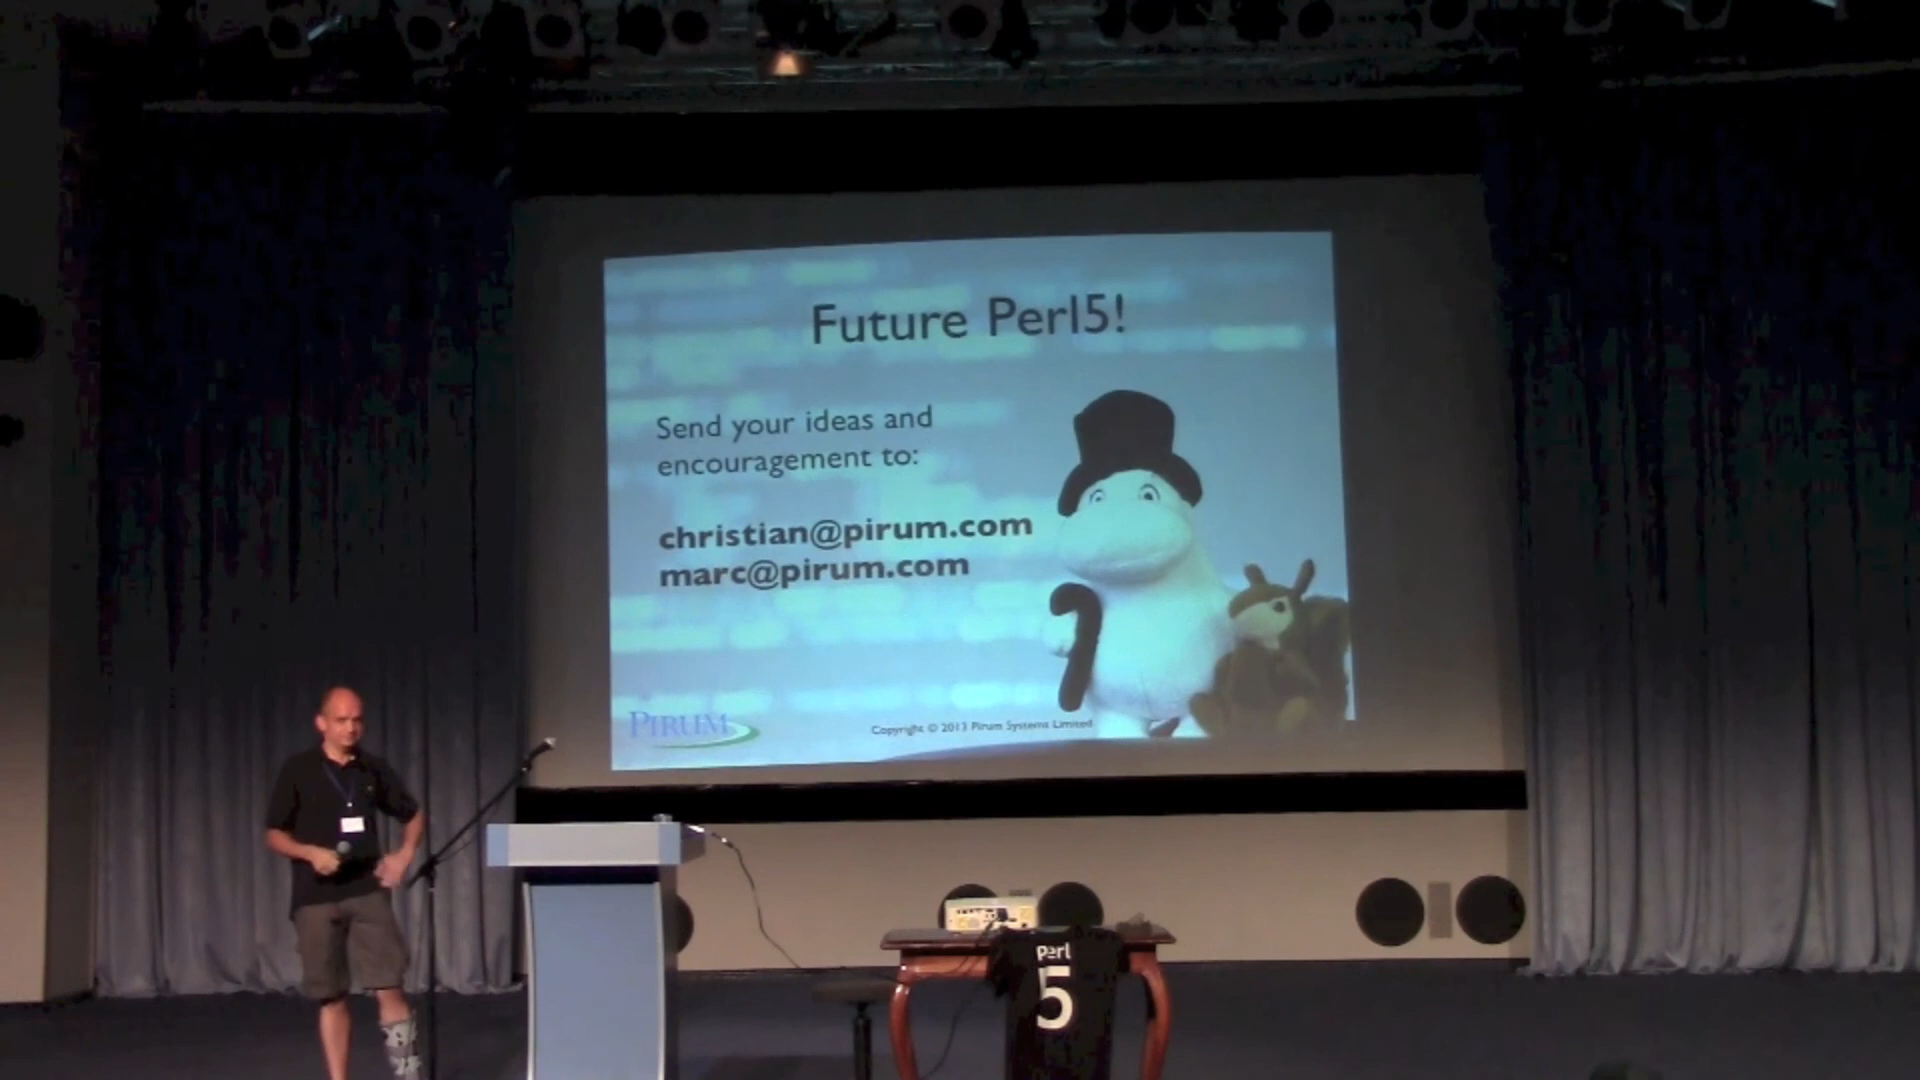 Future Perl5!
Send your ideas and
encouragement to:
christian@pirum.com
marc@pirum.com
PIRUM
Copyright © 2013 Pirum Systems Limited
perl
5